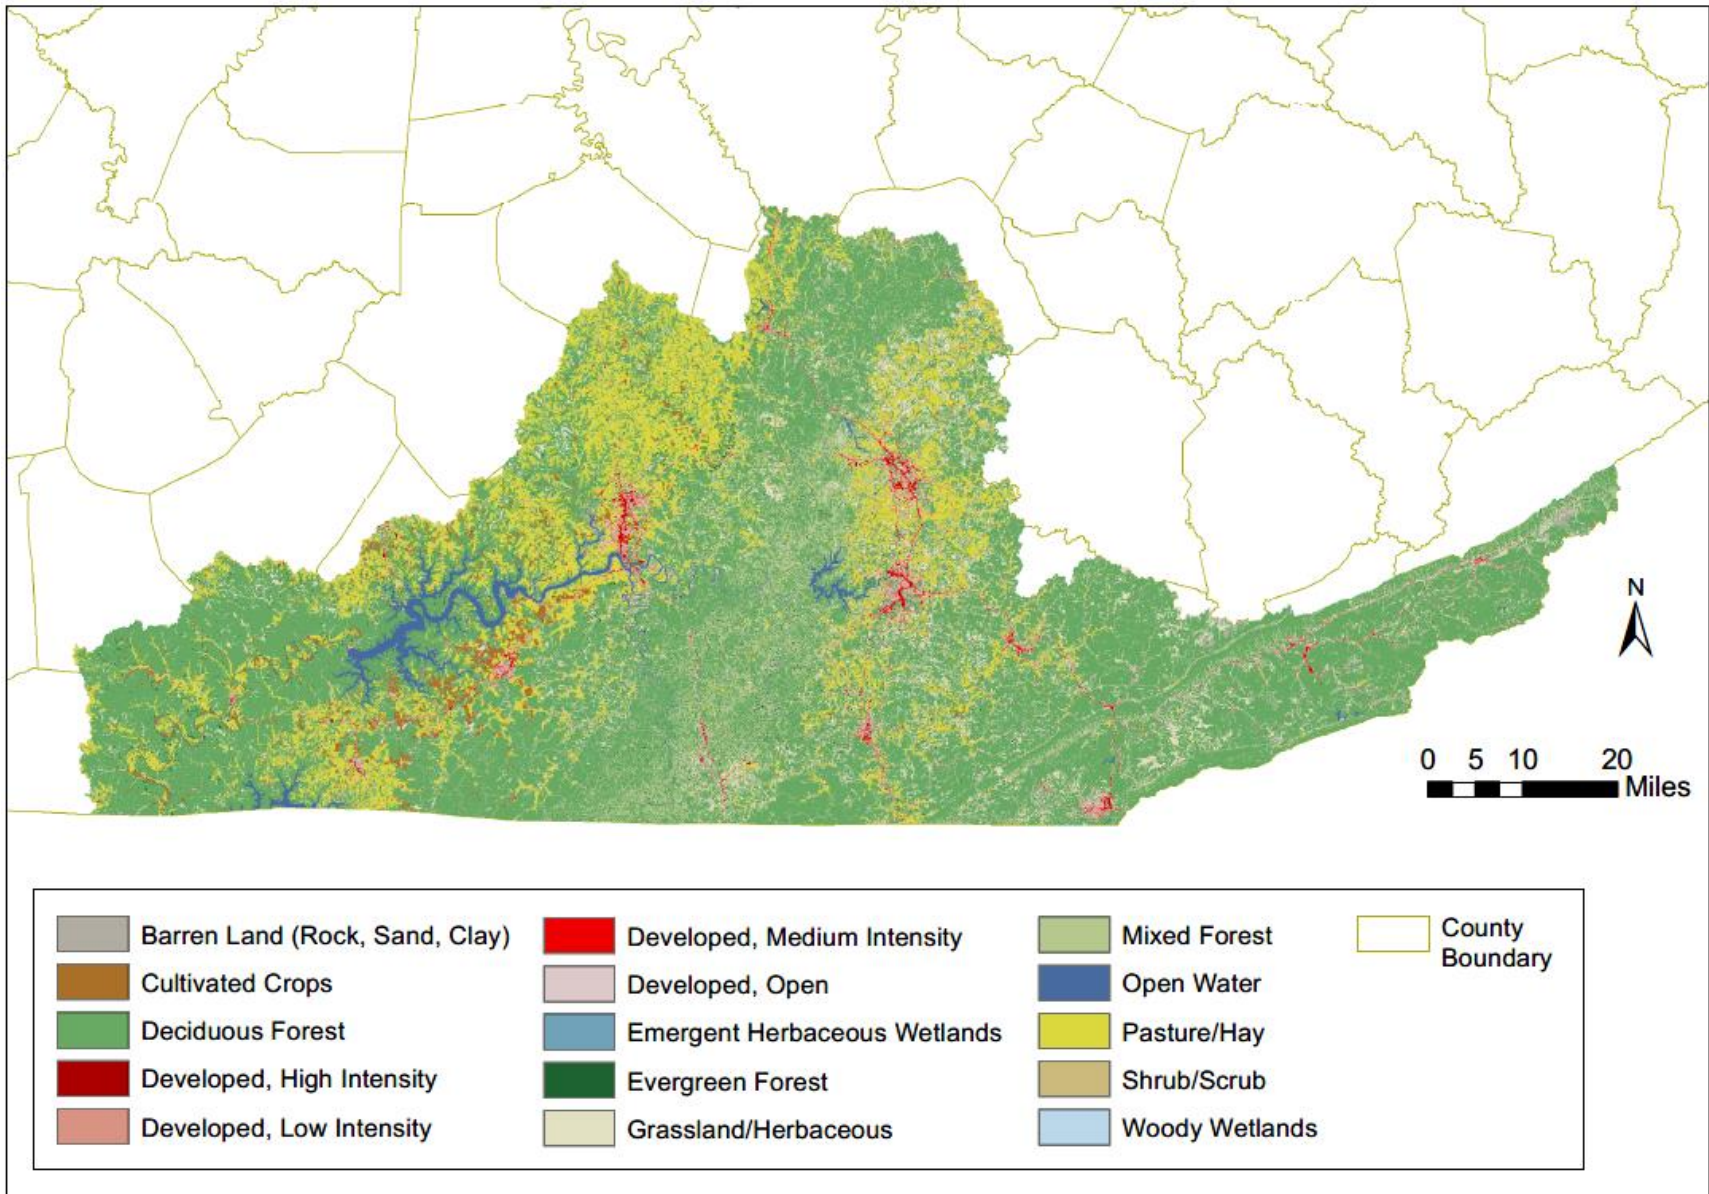 N
0 5 10 20
Miles
Barren Land (Rock, Sand, Clay)
Cultivated Crops
Deciduous Forest
Developed, High Intensity
Developed, Low Intensity
Developed, Medium Intensity
Developed, Open
Emergent Herbaceous Wetlands
Evergreen Forest
Grassland/Herbaceous
Mixed Forest
Open Water
Pasture/Hay
Shrub/Scrub
Woody Wetlands
County
Boundary